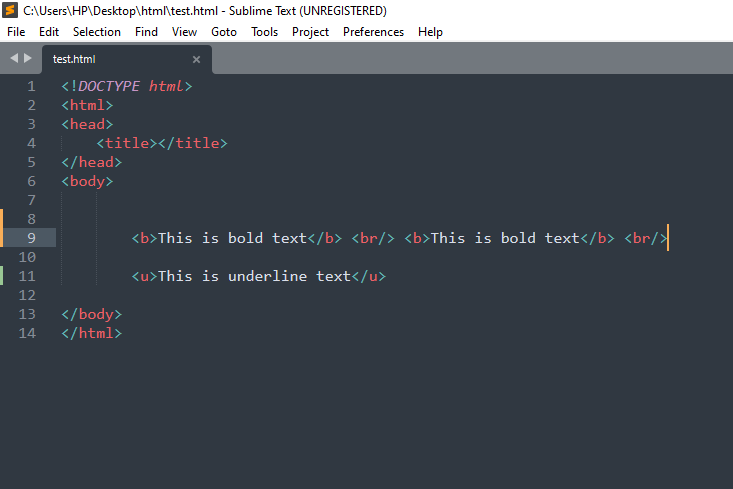 C:\Users\HP\Desktop\html\test.html - Sublime Text (UNREGISTERED)
File Edit Selection Find View Goto Tools Project Preferences Help
test.html ×
1 <!DOCTYPE html>
2 <html>
3 <head>
4     <title></title>
5 </head>
6 <body>
7
8
9         <b>This is bold text</b> <br/> <b>This is bold text</b> <br/>
10
11         <u>This is underline text</u>
12
13 </body>
14 </html>